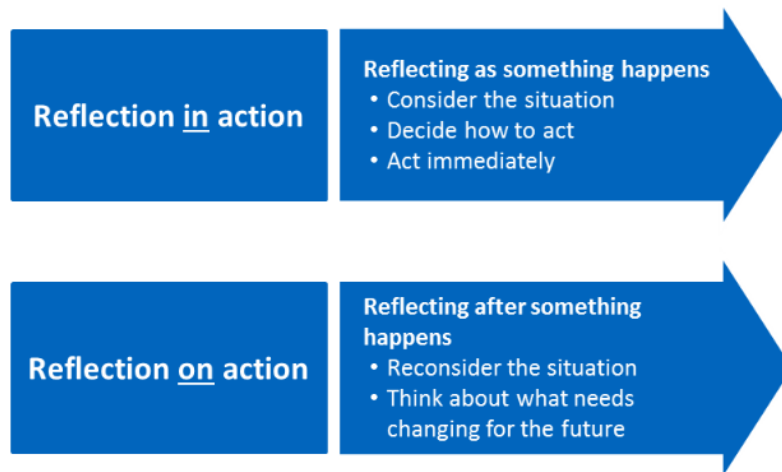 Reflection in action
Reflecting as something happens
• Consider the situation
• Decide how to act
• Act immediately
Reflection on action
Reflecting after something
happens
• Reconsider the situation
• Think about what needs
changing for the future